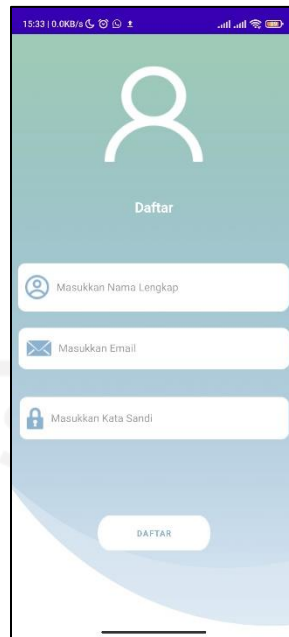 15:33 | 0.0KB/s
Daftar
Masukkan Nama Lengkap
Masukkan Email
Masukkan Kata Sandi
DAFTAR